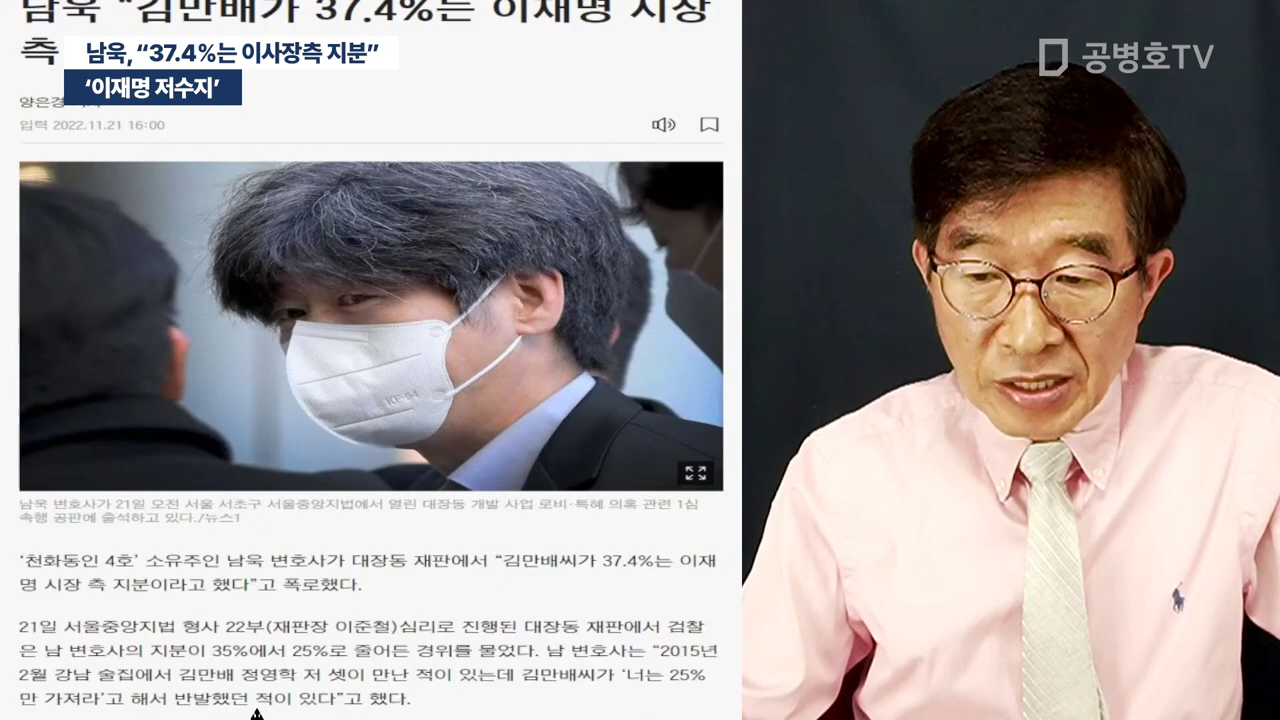 남욱 “김만배가 37.4%는 이재명 시장
측
남욱, “37.4%는 이사장측 지분”
‘이재명 저수지’
양은경
입력 2022.11.21 16:00
공병호TV
KF-94
남욱 변호사가 21일 오전 서울 서초구 서울중앙지법에서 열린 대장동 개발 사업 로비·특혜 의혹 관련 1심
속행 공판에 출석하고 있다./뉴스1
‘천화동인 4호’ 소유주인 남욱 변호사가 대장동 재판에서 “김만배씨가 37.4%는 이재
명 시장 측 지분이라고 했다”고 폭로했다.
21일 서울중앙지법 형사 22부(재판장 이준철)심리로 진행된 대장동 재판에서 검찰
은 남 변호사의 지분이 35%에서 25%로 줄어든 경위를 물었다. 남 변호사는 “2015년
2월 강남 술집에서 김만배 정영학 저 셋이 만난 적이 있는데 김만배씨가 ‘너는 25%
만 가져라’고 해서 반발했던 적이 있다”고 했다.